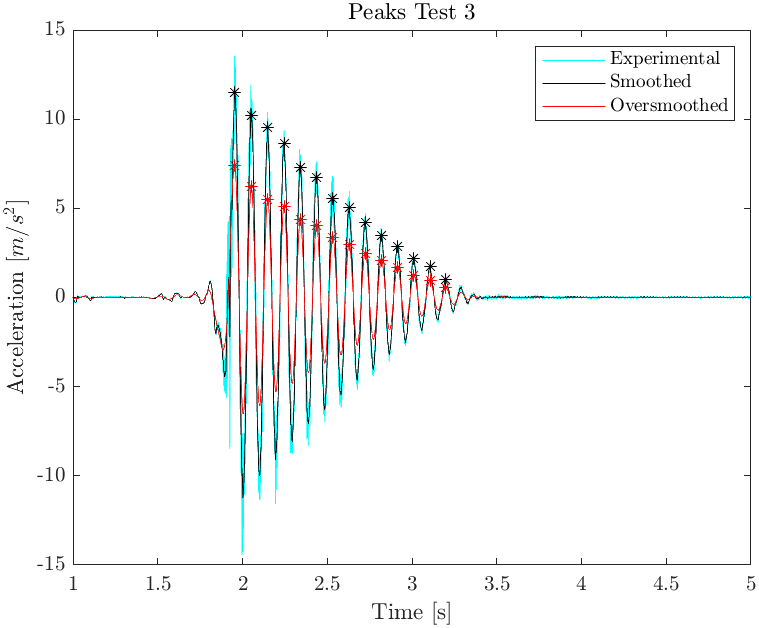 Peaks Test 3
Experimental
Smoothed
Oversmoothed
15
10
5
0
-5
-10
-15
Acceleration [m/s²]
1
1.5
2
2.5
3
3.5
4
4.5
5
Time [s]